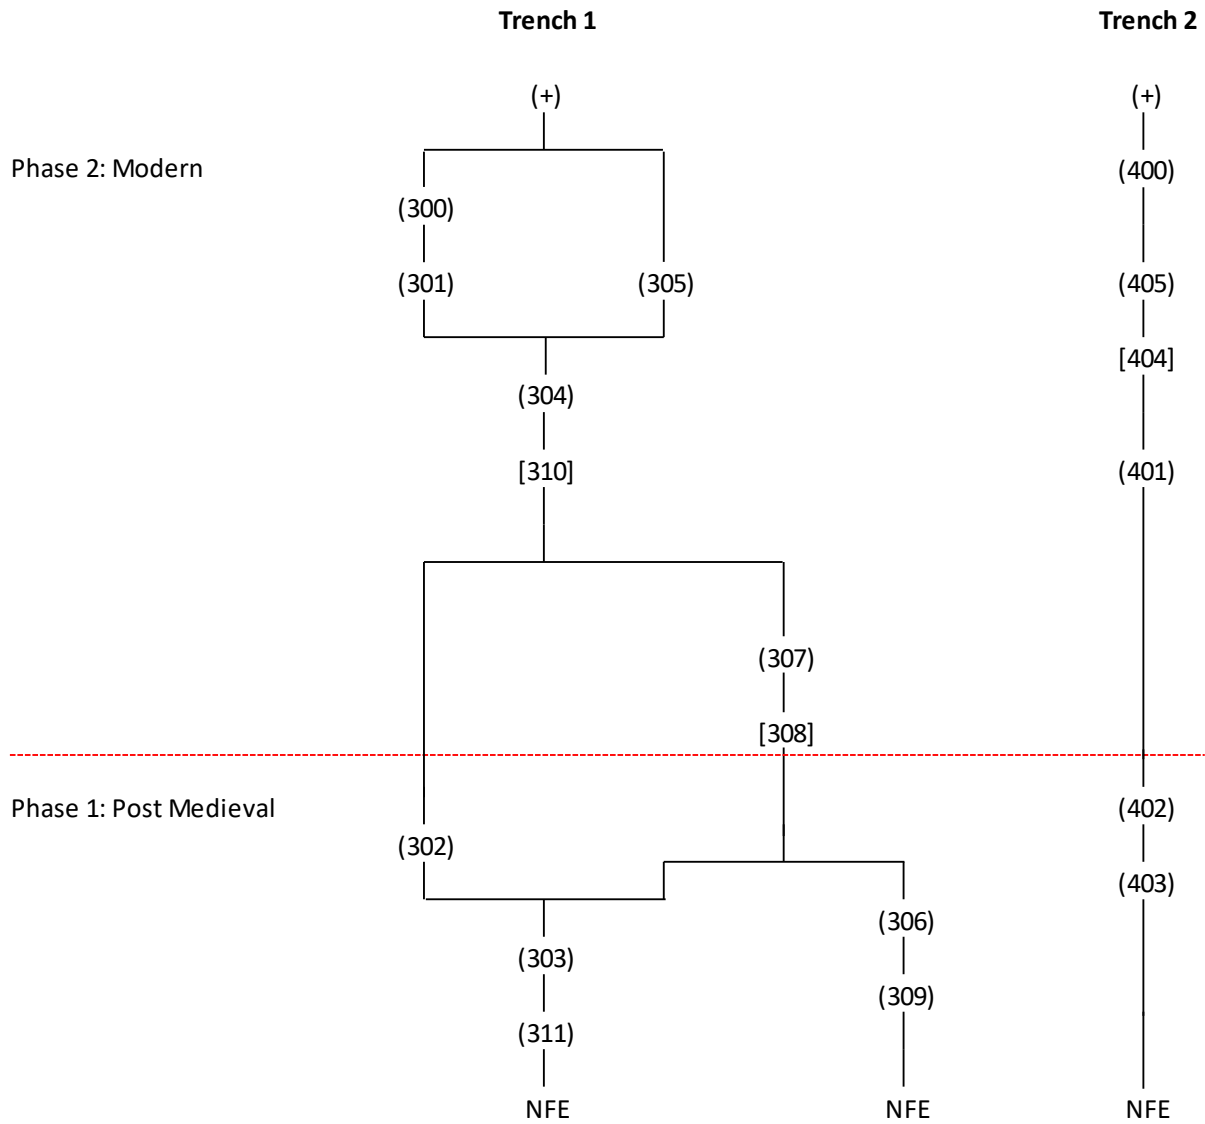 Trench 1 Trench 2
(+) (+)
Phase 2: Modern (400)
(300)
(301) (305) (405)
[404]
(304)
[310] (401)
(307)
[308]
Phase 1: Post Medieval (402)
(302)
(403)
(306)
(303)
(309)
(311)
NFE NFE NFE